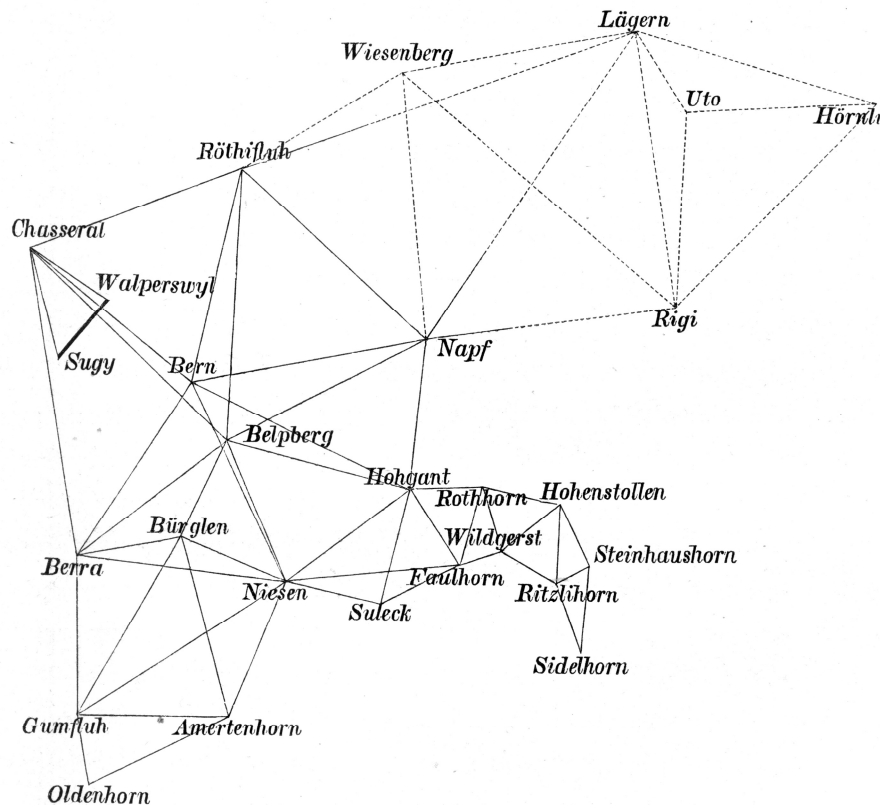 Lägern
Wiesenberg
Uto
Hörnli
Röthifluh
Chasseral
Walperswyl
Rigi
Napf
Sugy
Bern
Belpberg
Hohgant
Rothhorn
Hohenstollen
Bürglen
Wildgerst
Steinhaushorn
Berra
Faulhorn
Niesen
Ritzlihorn
Suleck
Sidelhorn
Gumfluh
Amertenhorn
Oldenhorn